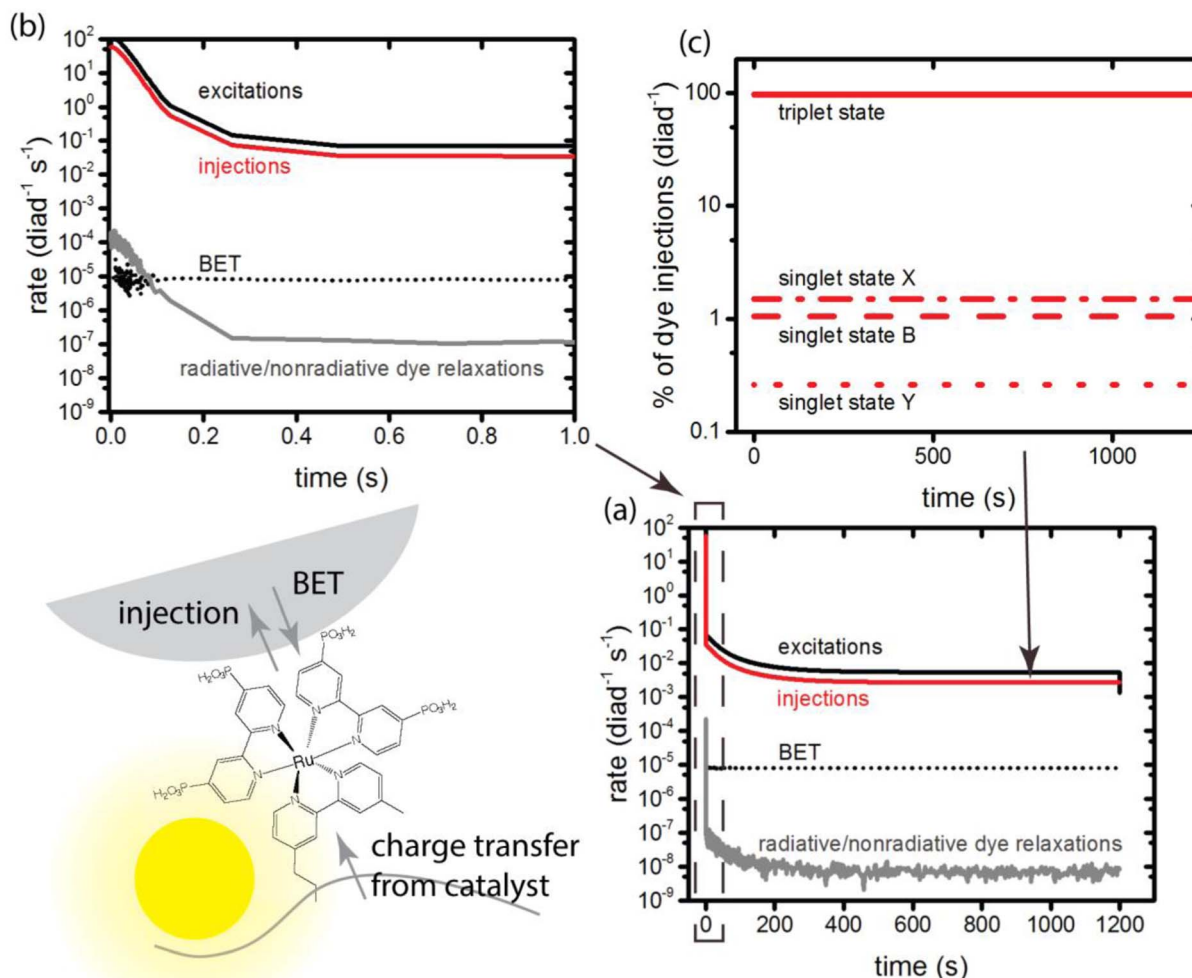 (b)
10²
10¹
10⁰
10⁻¹
10⁻²
10⁻³
10⁻⁴
10⁻⁵
10⁻⁶
10⁻⁷
10⁻⁸
10⁻⁹
rate (diad⁻¹ s⁻¹)
excitations
injections
BET
radiative/nonradiative dye relaxations
0.0 0.2 0.4 0.6 0.8 1.0
time (s)
(c)
100
10
1
0.1
% of dye injections (diad⁻¹)
triplet state
singlet state X
singlet state B
singlet state Y
0 500 1000
time (s)
injection
BET
PO₃H₂
H₂O₃P
PO₃H₂
H₂O₃P
N
N
N
N
N
N
Ru
charge transfer
from catalyst
(a)
10²
10¹
10⁰
10⁻¹
10⁻²
10⁻³
10⁻⁴
10⁻⁵
10⁻⁶
10⁻⁷
10⁻⁸
10⁻⁹
rate (diad⁻¹ s⁻¹)
excitations
injections
BET
radiative/nonradiative dye relaxations
0 200 400 600 800 1000 1200
time (s)